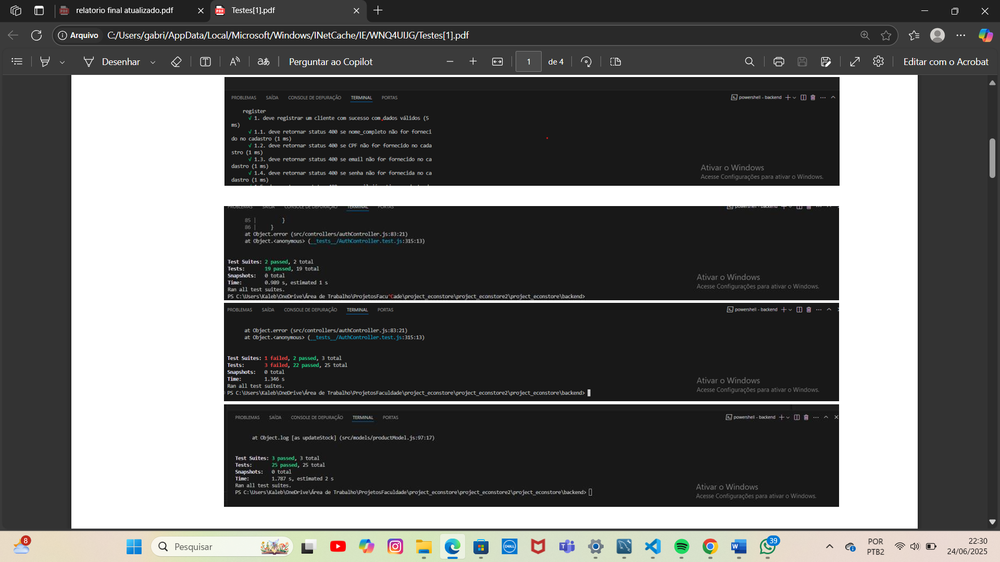 relatorio final atualizado.pdf
Testes[1].pdf
Arquivo
C:/Users/gabri/AppData/Local/Microsoft/Windows/INetCache/IE/WNQ4UIJG/Testes[1].pdf
Desenhar
Perguntar ao Copilot
1 de 4
Editar com o Acrobat
PROBLEMAS SAÍDA CONSOLE DE DEPURAÇÃO TERMINAL PORTAS
powershell - backend
register
√ 1. deve registrar um cliente com sucesso com dados válidos (5
ms)
√ 1.1. deve retornar status 400 se nome_completo não for forneci
do no cadastro (1 ms)
√ 1.2. deve retornar status 400 se CPF não for fornecido no cada
stro (1 ms)
√ 1.3. deve retornar status 400 se email não for fornecido no ca
dastro (1 ms)
√ 1.4. deve retornar status 400 se senha não for fornecida no ca
dastro (1 ms)
Ativar o Windows
Acesse Configurações para ativar o Windows.
PROBLEMAS SAÍDA CONSOLE DE DEPURAÇÃO TERMINAL PORTAS
powershell - backend
85 | }
86 | }
at Object.error (src/controllers/authController.js:83:21)
at Object.<anonymous> (__tests__/AuthController.test.js:315:13)
Test Suites: 2 passed, 2 total
Tests: 19 passed, 19 total
Snapshots: 0 total
Time: 0.989 s, estimated 1 s
Ran all test suites.
PS C:\Users\Kaleb\OneDrive\Área de Trabalho\ProjetosFacu^Cade\project_econstore\project_econstore2\project_econstore\backend>
Ativar o Windows
Acesse Configurações para ativar o Windows.
PROBLEMAS SAÍDA CONSOLE DE DEPURAÇÃO TERMINAL PORTAS
powershell - backend
at Object.error (src/controllers/authController.js:83:21)
at Object.<anonymous> (__tests__/AuthController.test.js:315:13)
Test Suites: 1 failed, 2 passed, 3 total
Tests: 3 failed, 22 passed, 25 total
Snapshots: 0 total
Time: 1.346 s
Ran all test suites.
PS C:\Users\Kaleb\OneDrive\Área de Trabalho\ProjetosFaculdade\project_econstore\project_econstore2\project_econstore\backend>
Ativar o Windows
Acesse Configurações para ativar o Windows.
PROBLEMAS SAÍDA CONSOLE DE DEPURAÇÃO TERMINAL PORTAS
powershell - backend
at Object.log [as updateStock] (src/models/productModel.js:97:17)
Test Suites: 3 passed, 3 total
Tests: 25 passed, 25 total
Snapshots: 0 total
Time: 1.787 s, estimated 2 s
Ran all test suites.
PS C:\Users\Kaleb\OneDrive\Área de Trabalho\ProjetosFaculdade\project_econstore\project_econstore2\project_econstore\backend>
Ativar o Windows
Acesse Configurações para ativar o Windows.
8
Pesquisar
DELL
39
POR
PTB2
22:30
24/06/2025